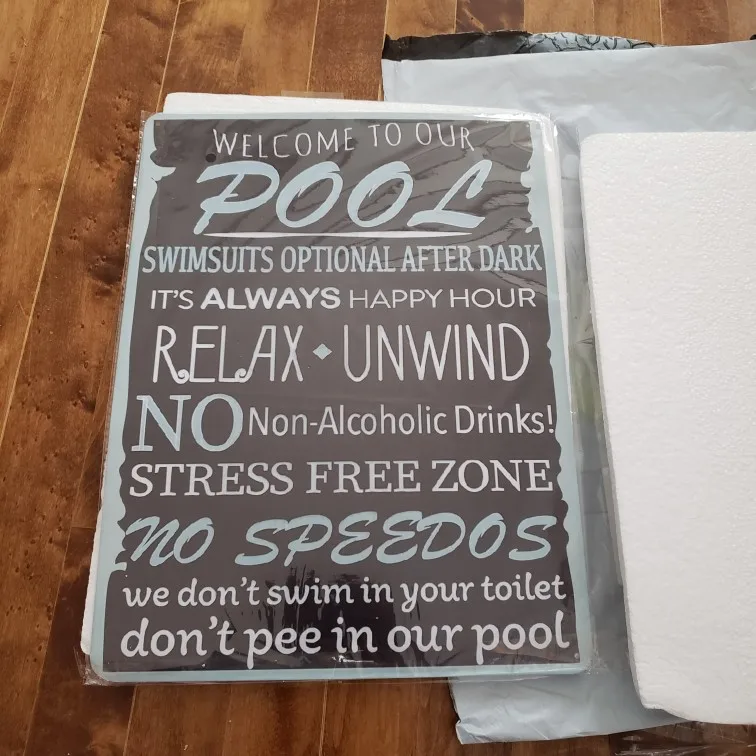 WELCOME TO OUR
POOL
SWIMSUITS OPTIONAL AFTER DARK
IT'S ALWAYS HAPPY HOUR
RELAX • UNWIND
NO Non-Alcoholic Drinks!
STRESS FREE ZONE
NO SPEEDOS
we don't swim in your toilet
don't pee in our pool